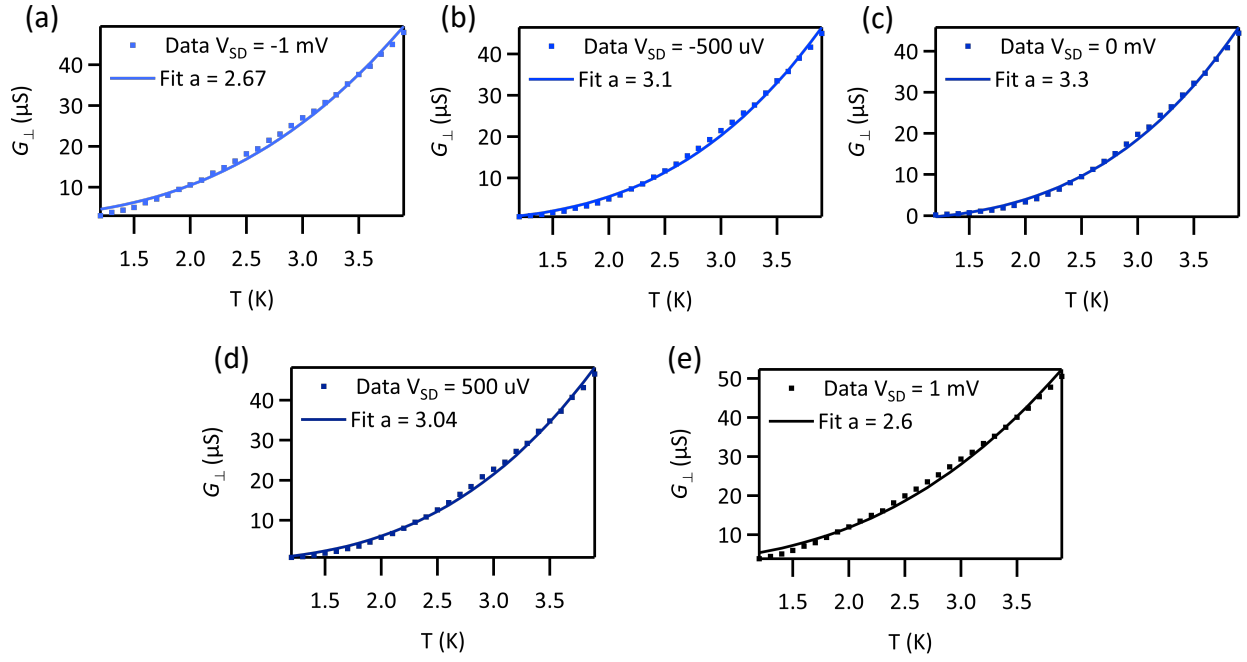 (a)
Data V_SD = -1 mV
Fit a = 2.67
40
30
20
10
G⊥ (µS)
1.5 2.0 2.5 3.0 3.5
T (K)
(b)
Data V_SD = -500 uV
Fit a = 3.1
40
30
20
10
G⊥ (µS)
1.5 2.0 2.5 3.0 3.5
T (K)
(c)
Data V_SD = 0 mV
Fit a = 3.3
40
30
20
10
0
G⊥ (µS)
1.5 2.0 2.5 3.0 3.5
T (K)
(d)
Data V_SD = 500 uV
Fit a = 3.04
40
30
20
10
G⊥ (µS)
1.5 2.0 2.5 3.0 3.5
T (K)
(e)
Data V_SD = 1 mV
Fit a = 2.6
50
40
30
20
10
G⊥ (µS)
1.5 2.0 2.5 3.0 3.5
T (K)